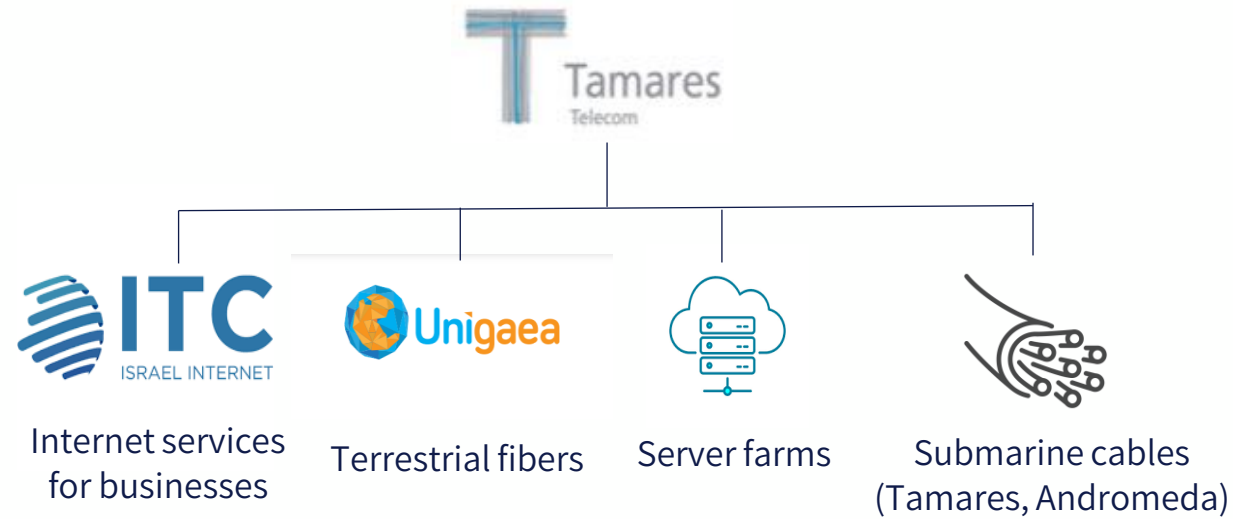 Tamares
Telecom
ITC
ISRAEL INTERNET
Unigaea
Internet services
for businesses
Terrestrial fibers
Server farms
Submarine cables
(Tamares, Andromeda)